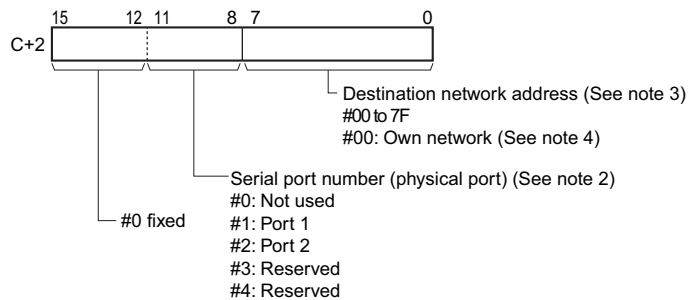 15 12 11 8 7 0
C+2
Destination network address (See note 3)
#00 to 7F
#00: Own network (See note 4)
Serial port number (physical port) (See note 2)
#0: Not used
#0 fixed
#1: Port 1
#2: Port 2
#3: Reserved
#4: Reserved